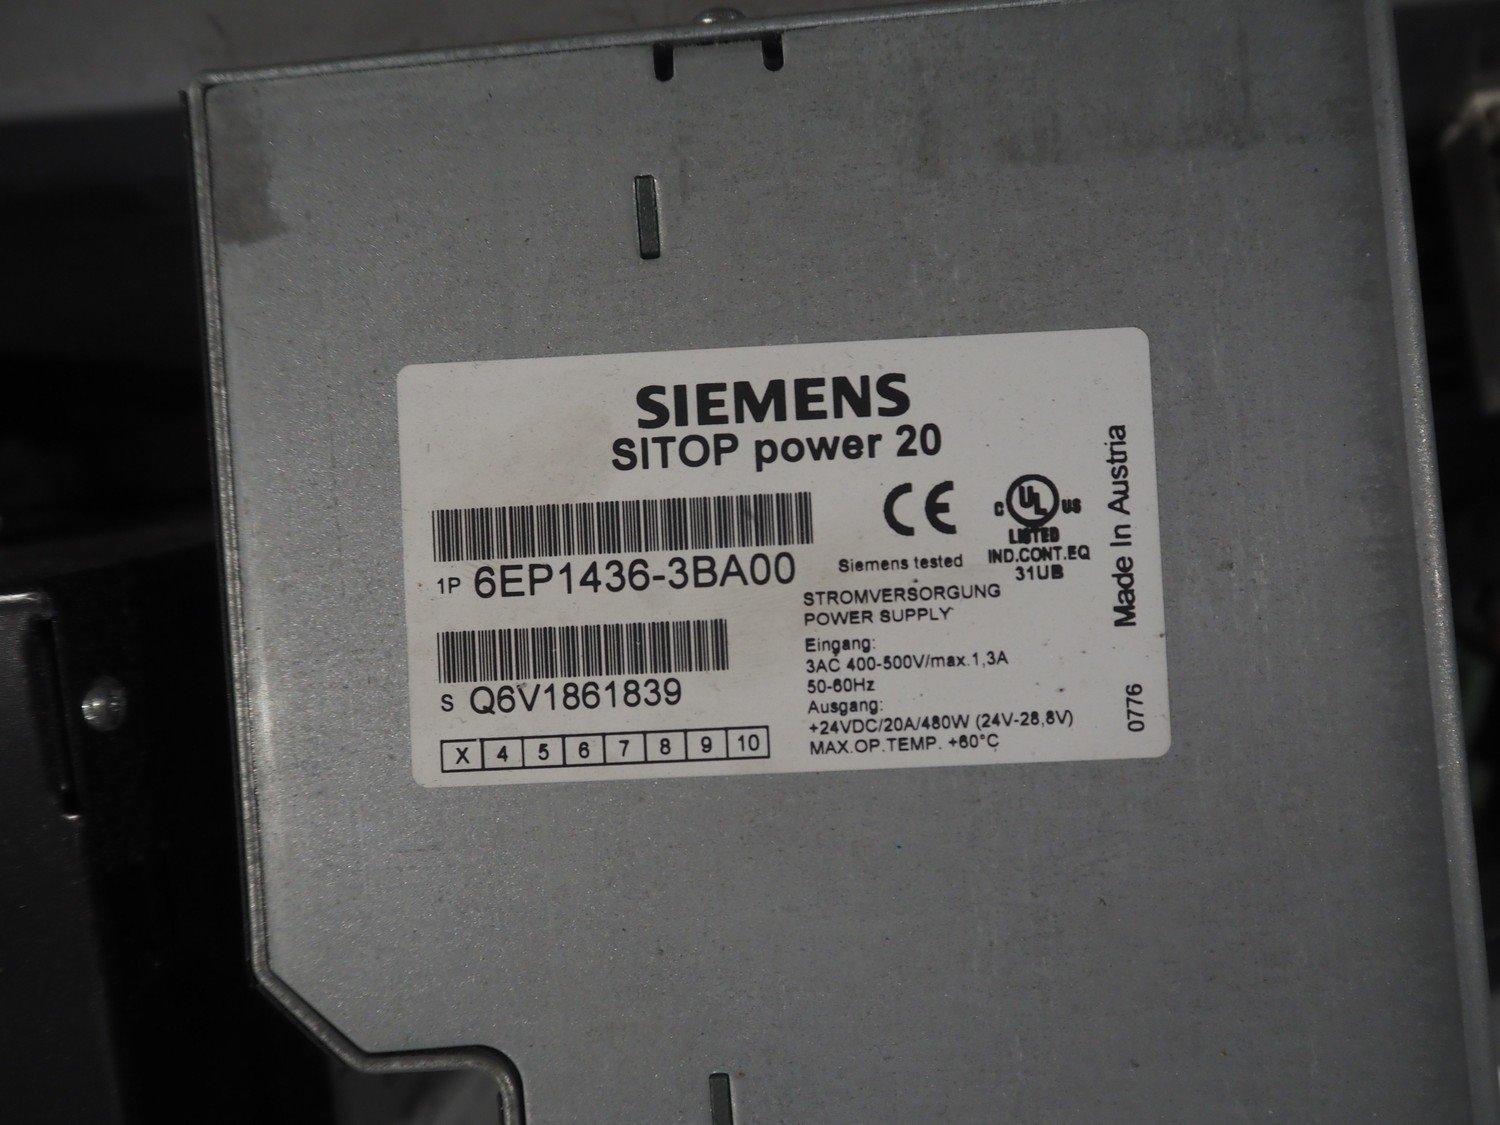 SIEMENS
SITOP power 20
1P 6EP1436-3BA00
S Q6V1861839
X 4 5 6 7 8 9 10
CE
Siemens tested
C UL US
LISTED
IND.CONT.EQ
31UB
STROMVERSORGUNG
POWER SUPPLY
Eingang:
3AC 400-500V/max.1,3A
50-60Hz
Ausgang:
+24VDC/20A/480W (24V-28,8V)
MAX.OP.TEMP. +60°C
Made In Austria
0776